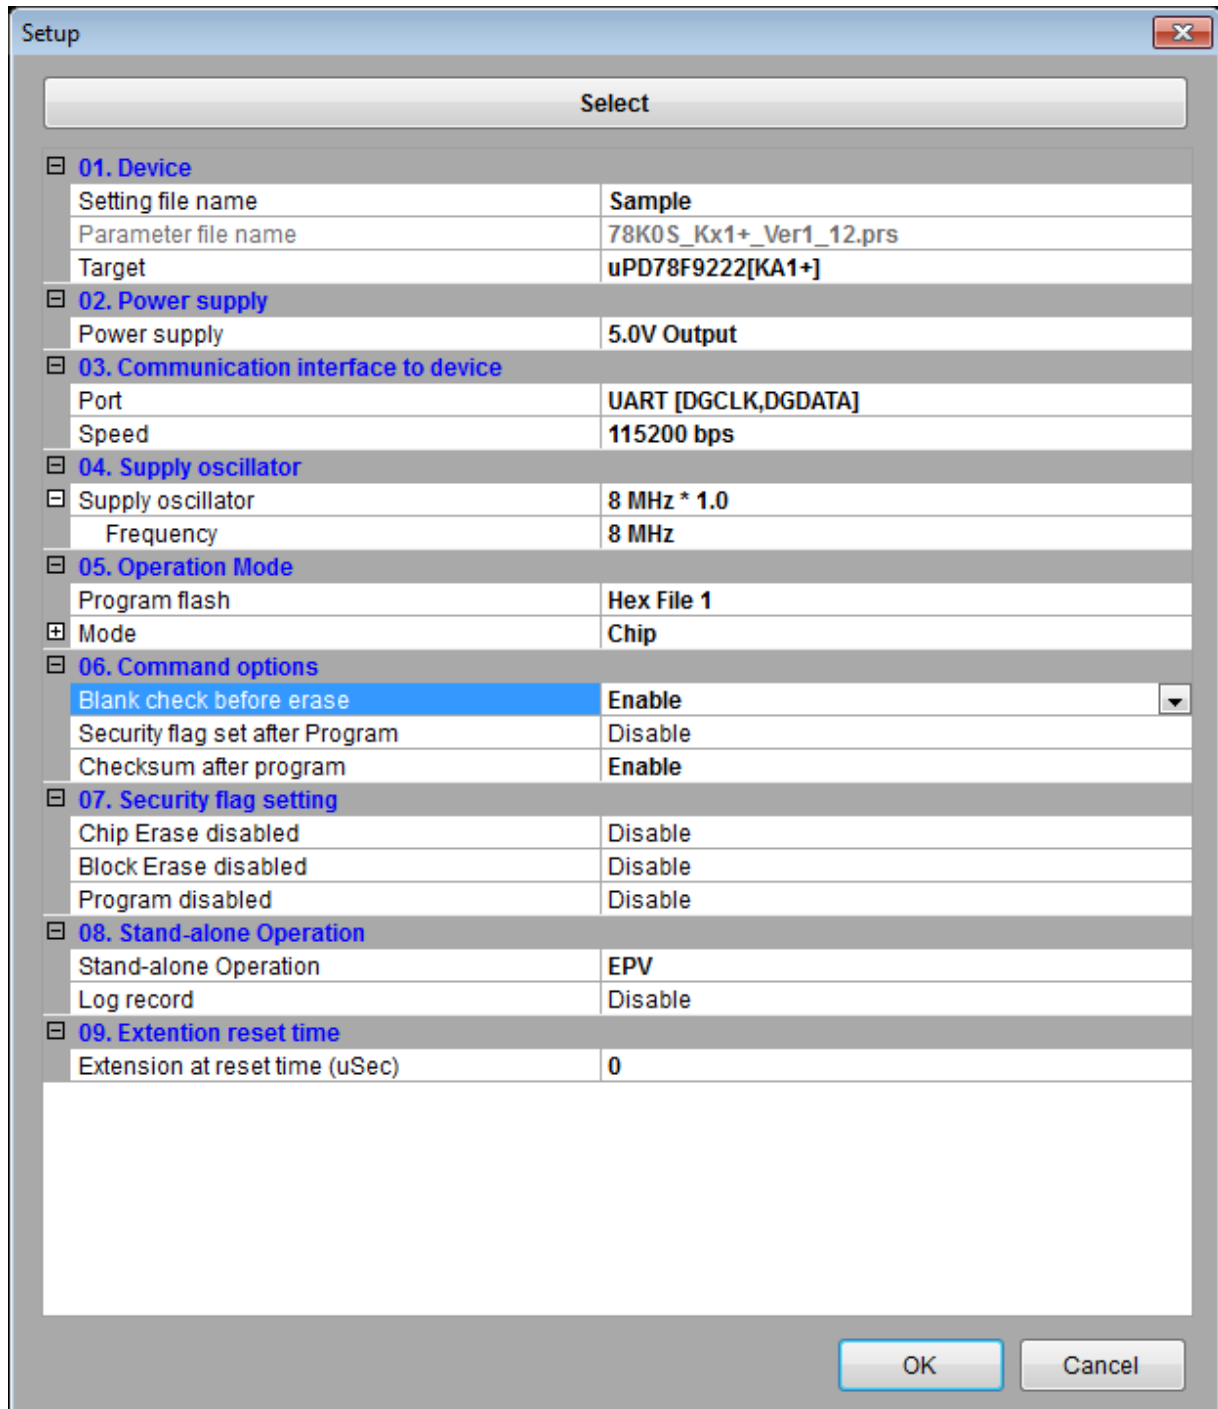 Setup
Select
01. Device
Setting file name Sample
Parameter file name 78K0S_Kx1+_Ver1_12.prs
Target uPD78F9222[KA1+]
02. Power supply
Power supply 5.0V Output
03. Communication interface to device
Port UART [DGCLK,DGDATA]
Speed 115200 bps
04. Supply oscillator
Supply oscillator 8 MHz * 1.0
Frequency 8 MHz
05. Operation Mode
Program flash Hex File 1
Mode Chip
06. Command options
Blank check before erase Enable
Security flag set after Program Disable
Checksum after program Enable
07. Security flag setting
Chip Erase disabled Disable
Block Erase disabled Disable
Program disabled Disable
08. Stand-alone Operation
Stand-alone Operation EPV
Log record Disable
09. Extention reset time
Extension at reset time (uSec) 0
OK Cancel